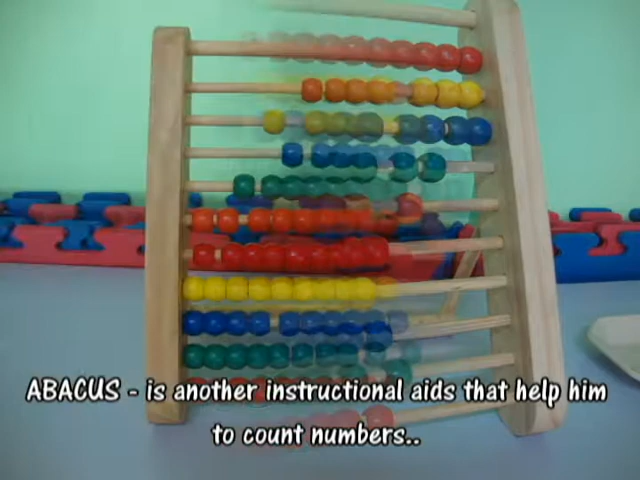 ABACUS - is another instructional aids that help him
to count numbers..